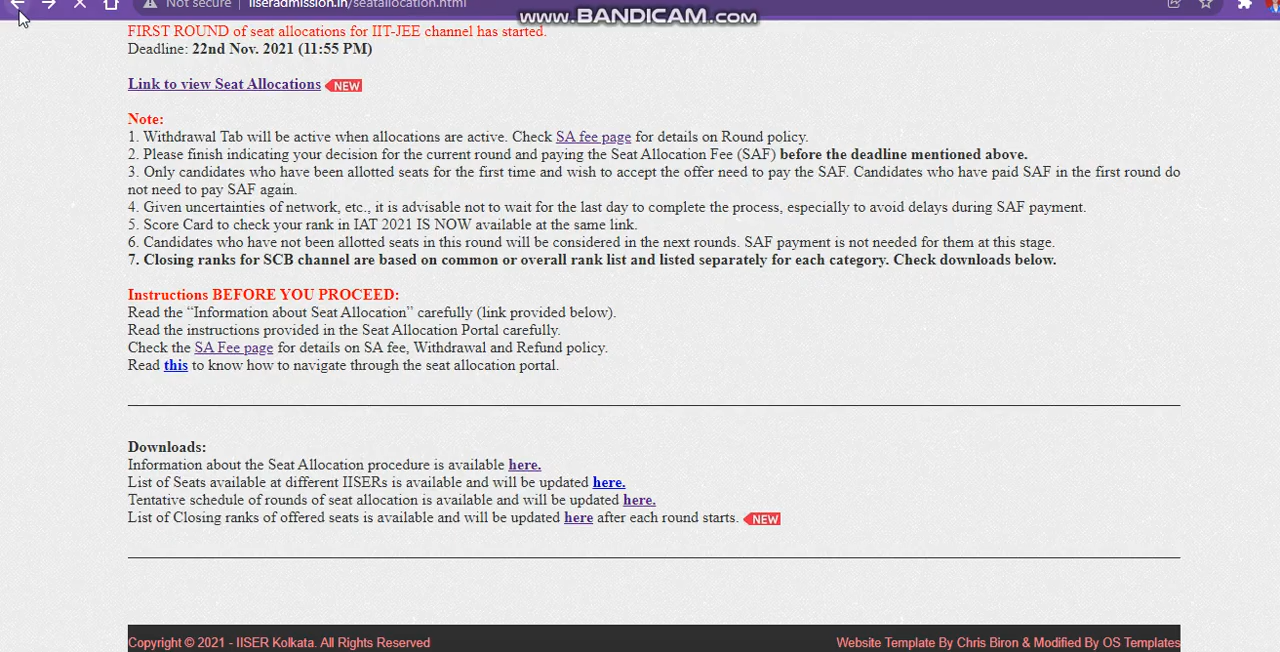 Not secure | iiseradmission.in/seatallocation.html
www.BANDICAM.com
FIRST ROUND of seat allocations for IIT-JEE channel has started.
Deadline: 22nd Nov. 2021 (11:55 PM)
Link to view Seat Allocations NEW
Note:
1. Withdrawal Tab will be active when allocations are active. Check SA fee page for details on Round policy.
2. Please finish indicating your decision for the current round and paying the Seat Allocation Fee (SAF) before the deadline mentioned above.
3. Only candidates who have been allotted seats for the first time and wish to accept the offer need to pay the SAF. Candidates who have paid SAF in the first round do
not need to pay SAF again.
4. Given uncertainties of network, etc., it is advisable not to wait for the last day to complete the process, especially to avoid delays during SAF payment.
5. Score Card to check your rank in IAT 2021 IS NOW available at the same link.
6. Candidates who have not been allotted seats in this round will be considered in the next rounds. SAF payment is not needed for them at this stage.
7. Closing ranks for SCB channel are based on common or overall rank list and listed separately for each category. Check downloads below.
Instructions BEFORE YOU PROCEED:
Read the “Information about Seat Allocation” carefully (link provided below).
Read the instructions provided in the Seat Allocation Portal carefully.
Check the SA Fee page for details on SA fee, Withdrawal and Refund policy.
Read this to know how to navigate through the seat allocation portal.
Downloads:
Information about the Seat Allocation procedure is available here.
List of Seats available at different IISERs is available and will be updated here.
Tentative schedule of rounds of seat allocation is available and will be updated here.
List of Closing ranks of offered seats is available and will be updated here after each round starts. NEW
Copyright © 2021 - IISER Kolkata. All Rights Reserved
Website Template By Chris Biron & Modified By OS Templates